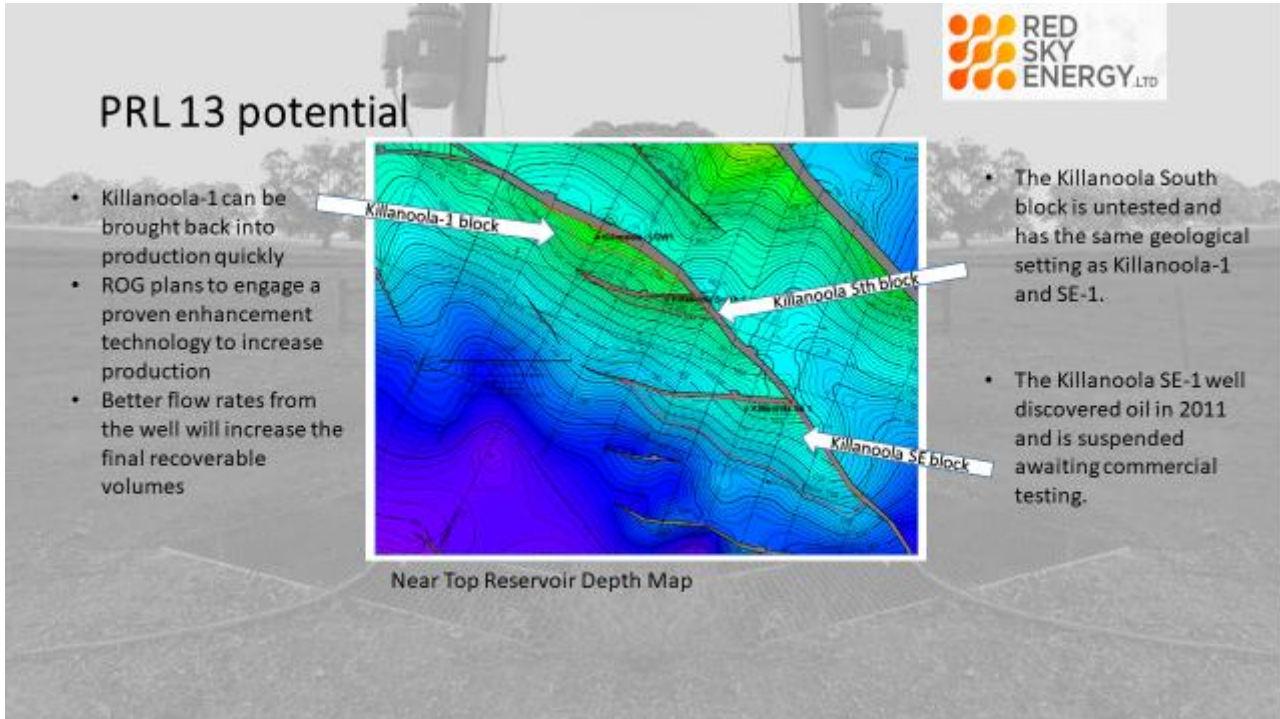 RED
SKY
ENERGY.LTD
PRL 13 potential
• Killanoola-1 can be
brought back into
production quickly
• ROG plans to engage a
proven enhancement
technology to increase
production
• Better flow rates from
the well will increase the
final recoverable
volumes
Killanoola-1 block
Killanoola Sth block
Killanoola SE block
Near Top Reservoir Depth Map
• The Killanoola South
block is untested and
has the same geological
setting as Killanoola-1
and SE-1.
• The Killanoola SE-1 well
discovered oil in 2011
and is suspended
awaiting commercial
testing.